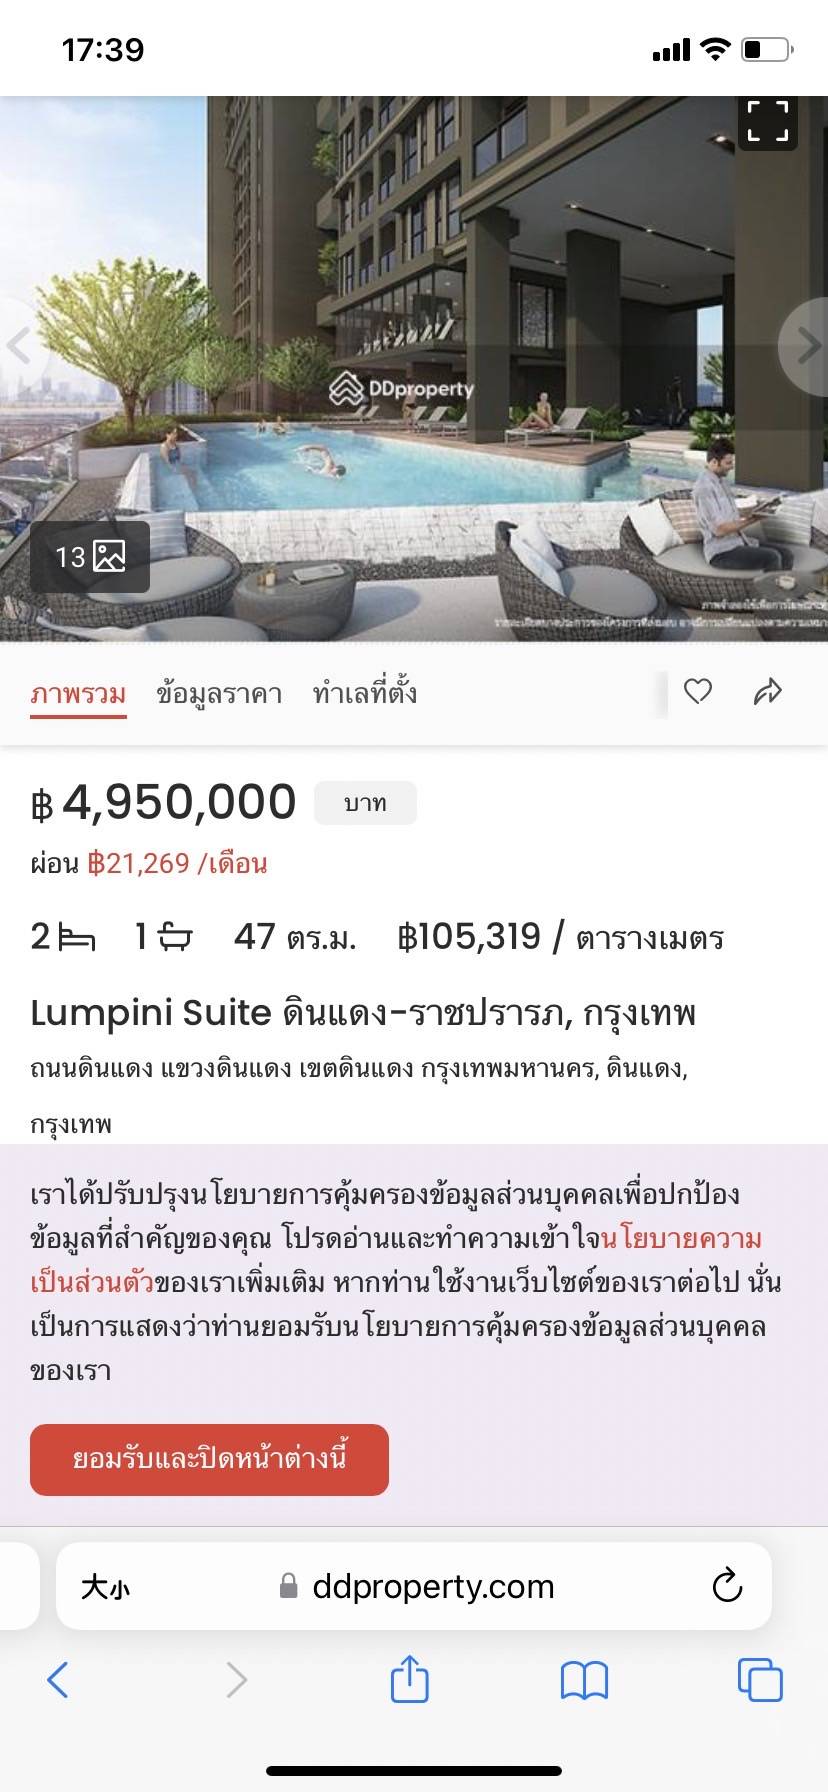 17:39
DDproperty
13
ภาพรวม ข้อมูลราคา ทำเลที่ตั้ง
฿ 4,950,000 บาท
ผ่อน ฿21,269 /เดือน
2 1 47 ตร.ม. ฿105,319 / ตารางเมตร
Lumpini Suite ดินแดง-ราชปรารภ, กรุงเทพ
ถนนดินแดง แขวงดินแดง เขตดินแดง กรุงเทพมหานคร, ดินแดง,
กรุงเทพ
เราได้ปรับปรุงนโยบายการคุ้มครองข้อมูลส่วนบุคคลเพื่อปกป้อง
ข้อมูลที่สำคัญของคุณ โปรดอ่านและทำความเข้าใจนโยบายความ
เป็นส่วนตัวของเราเพิ่มเติม หากท่านใช้งานเว็บไซต์ของเราต่อไป นั่น
เป็นการแสดงว่าท่านยอมรับนโยบายการคุ้มครองข้อมูลส่วนบุคคล
ของเรา
ยอมรับและปิดหน้าต่างนี้
大小 ddproperty.com